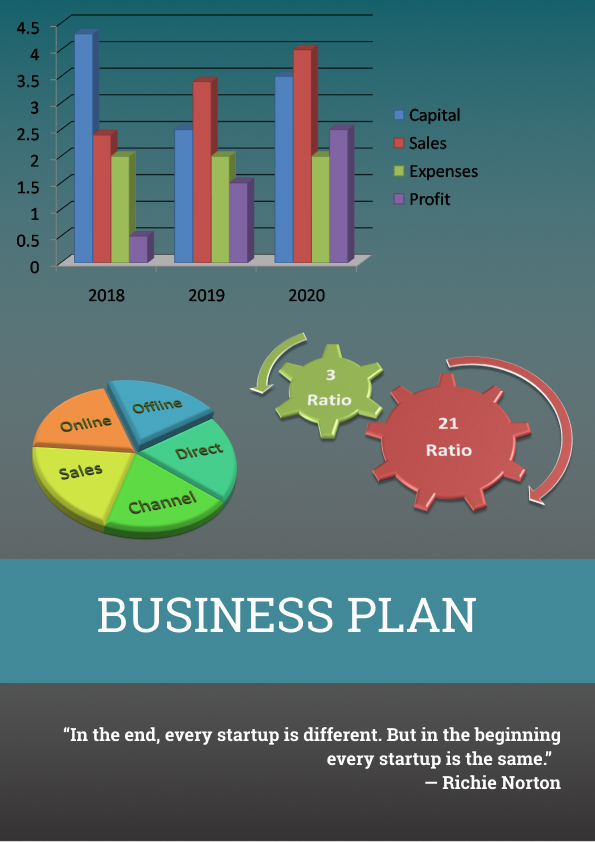 4.5
4
3.5
3
2.5
2
1.5
1
0.5
0
2018 2019 2020
Capital
Sales
Expenses
Profit
3
Ratio
21
Ratio
Offline
Online
Direct
Sales
Channel
BUSINESS PLAN
“In the end, every startup is different. But in the beginning
every startup is the same.”
— Richie Norton